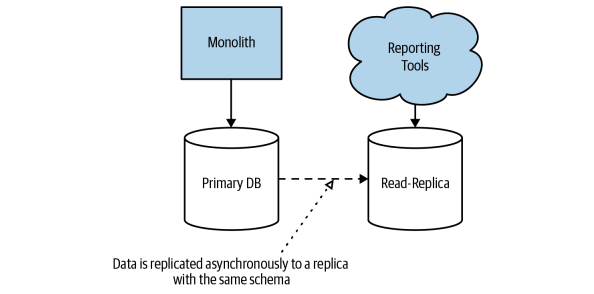 Monolith
Reporting
Tools
Primary DB
Read-Replica
Data is replicated asynchronously to a replica
with the same schema